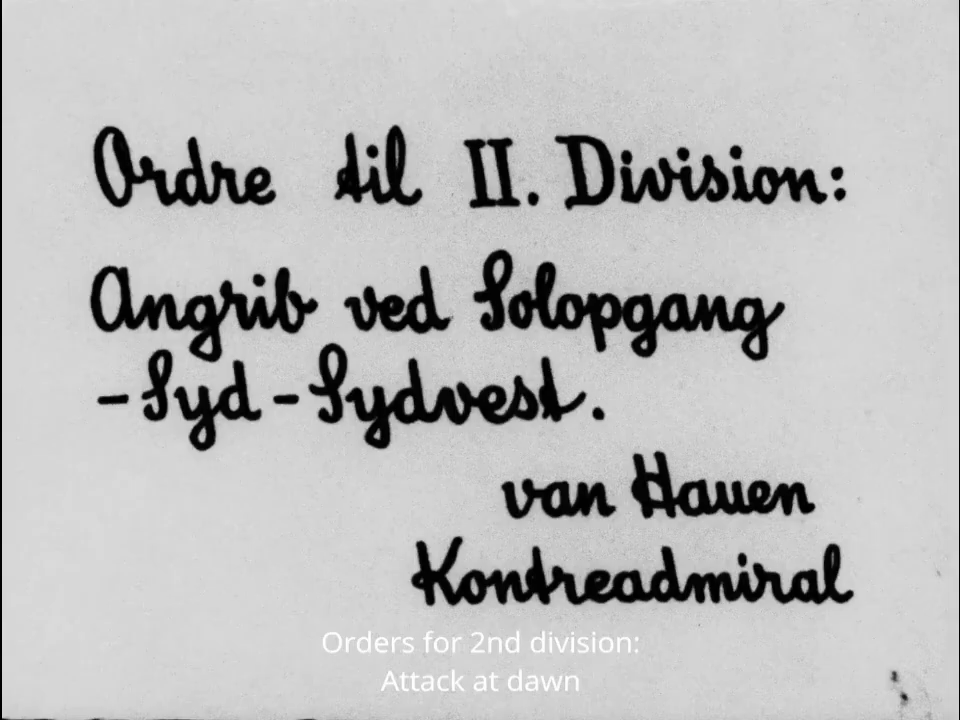 Ordre til II. Division:
Angrib ved Solopgang
-Syd-Sydvest.
van Hauen
Kontreadmiral
Orders for 2nd division:
Attack at dawn